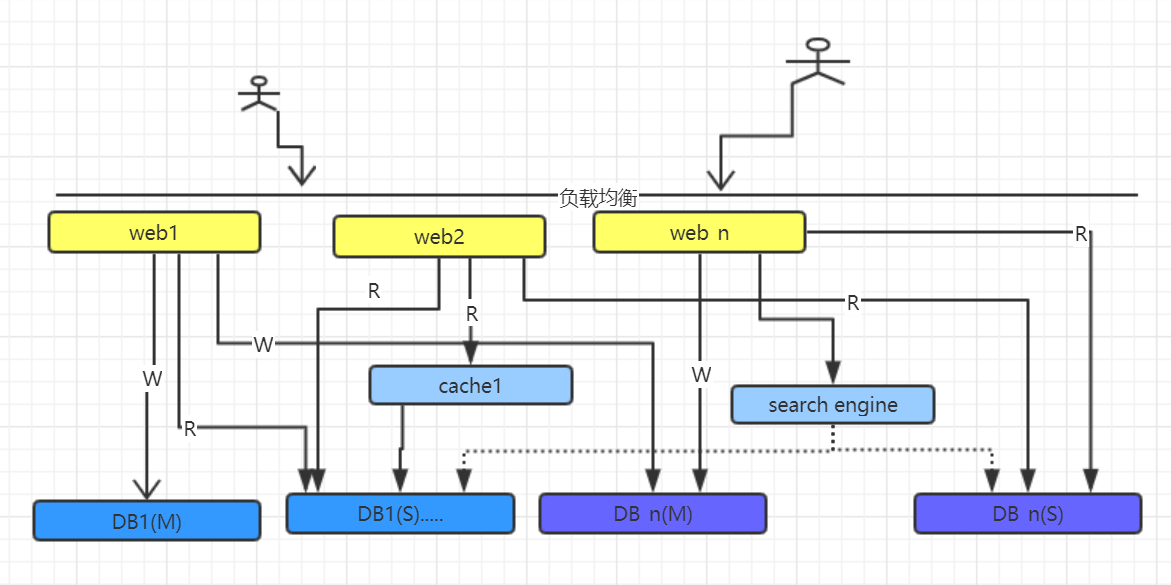 负载均衡
web1
web2
web n
R
R
R
R
W
W
W
R
cache1
search engine
DB1(M)
DB1(S).....
DB n(M)
DB n(S)